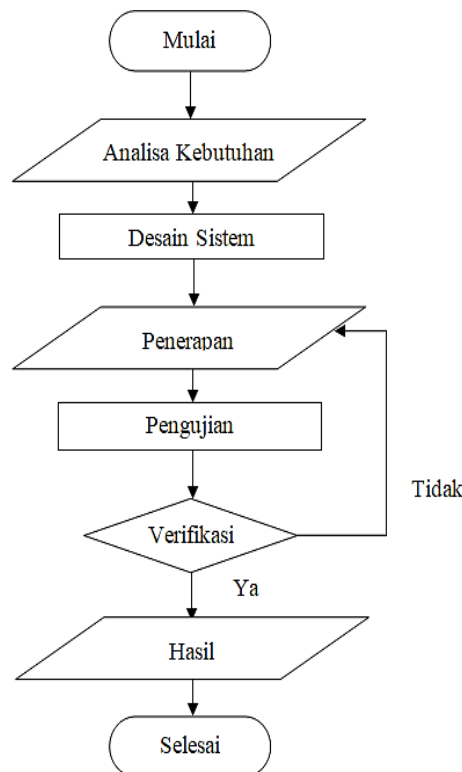 Mulai
Analisa Kebutuhan
Desain Sistem
Penerapan
Pengujian
Tidak
Verifikasi
Ya
Hasil
Selesai